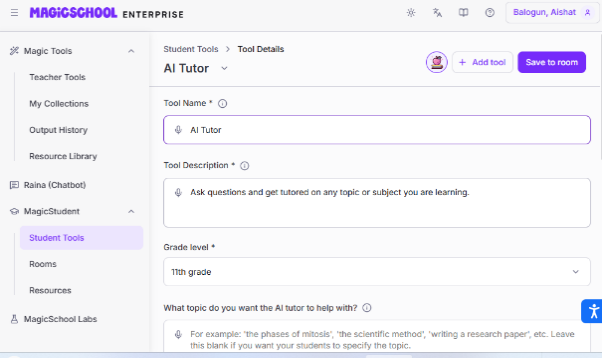 MAGICSCHOOL ENTERPRISE
Balogun, Aishat
Magic Tools
Teacher Tools
My Collections
Output History
Resource Library
Raina (Chatbot)
MagicStudent
Student Tools
Rooms
Resources
MagicSchool Labs
Student Tools > Tool Details
AI Tutor
+ Add tool
Save to room
Tool Name *
AI Tutor
Tool Description *
Ask questions and get tutored on any topic or subject you are learning.
Grade level *
11th grade
What topic do you want the AI tutor to help with?
For example: 'the phases of mitosis', 'the scientific method', 'writing a research paper', etc. Leave
this blank if you want your students to specify the topic.